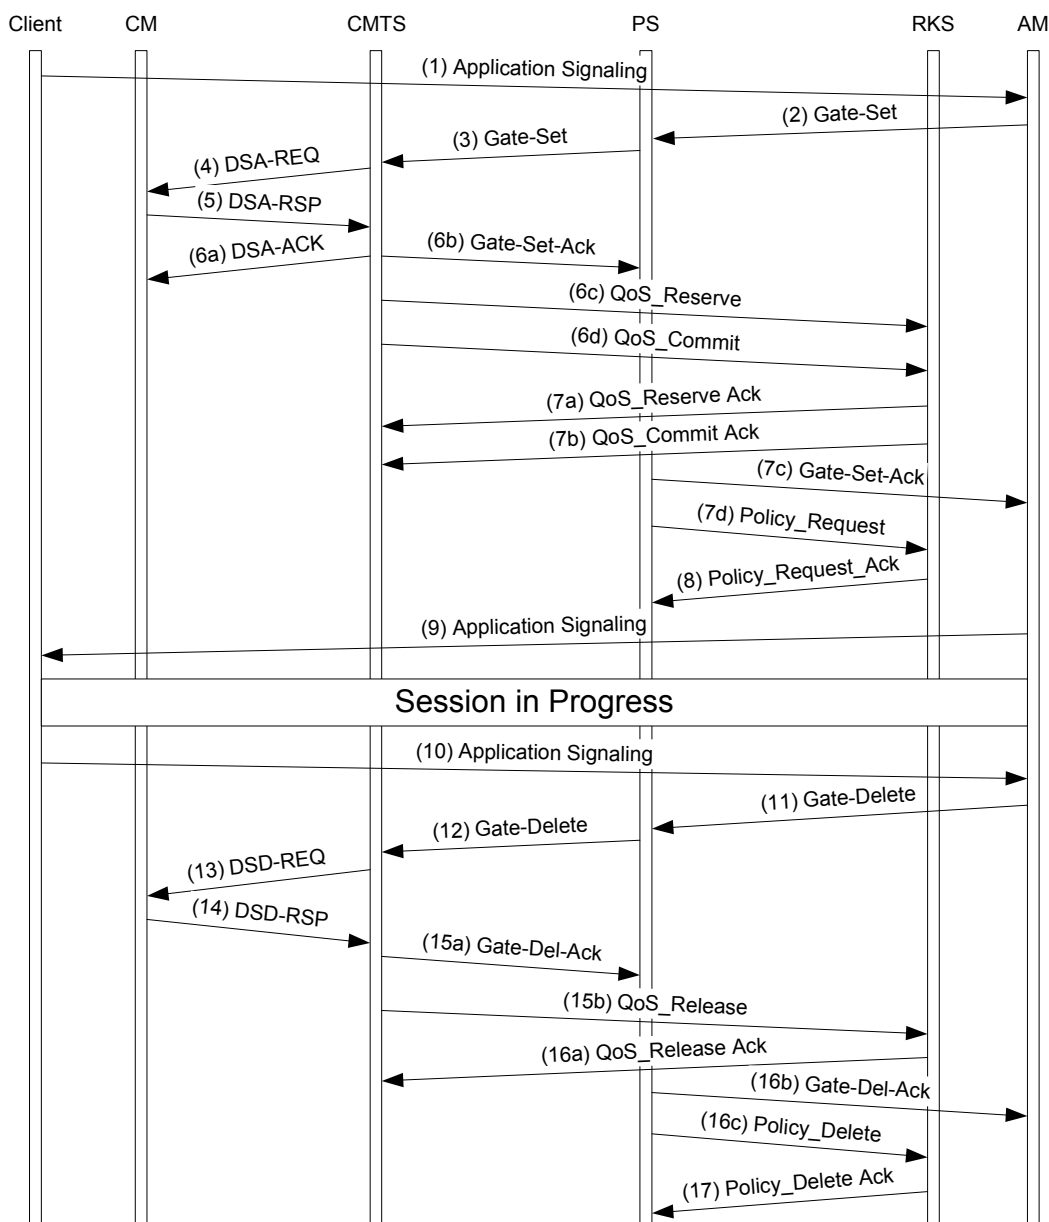 Client CM CMTS PS RKS AM
(1) Application Signaling
(2) Gate-Set
(3) Gate-Set
(4) DSA-REQ
(5) DSA-RSP
(6a) DSA-ACK
(6b) Gate-Set-Ack
(6c) QoS_Reserve
(6d) QoS_Commit
(7a) QoS_Reserve Ack
(7b) QoS_Commit Ack
(7c) Gate-Set-Ack
(7d) Policy_Request
(8) Policy_Request_Ack
(9) Application Signaling
Session in Progress
(10) Application Signaling
(11) Gate-Delete
(12) Gate-Delete
(13) DSD-REQ
(14) DSD-RSP
(15a) Gate-Del-Ack
(15b) QoS_Release
(16a) QoS_Release Ack
(16b) Gate-Del-Ack
(16c) Policy_Delete
(17) Policy_Delete Ack